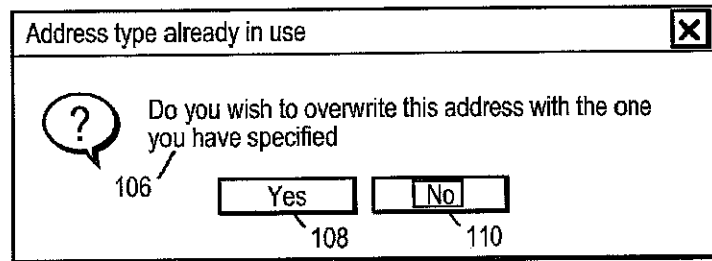 Address type already in use
?
Do you wish to overwrite this address with the one
you have specified
106
Yes
No
108
110